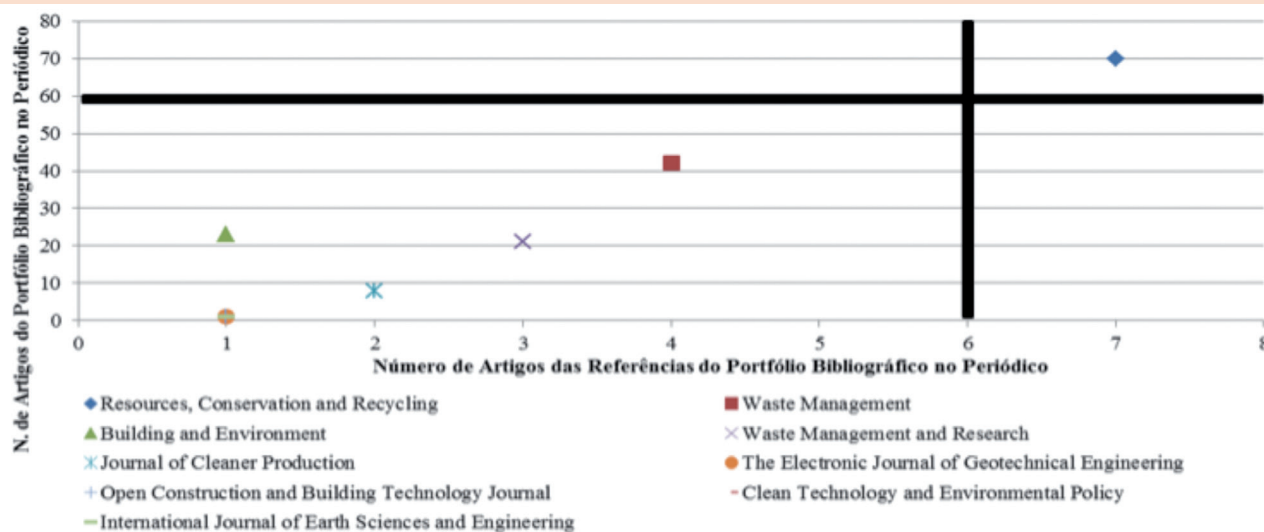 N. de Artigos do Portfólio Bibliográfico no Periódico
80
70
60
50
40
30
20
10
0
0 1 2 3 4 5 6 7 8
Número de Artigos das Referências do Portfólio Bibliográfico no Periódico
Resources, Conservation and Recycling
Waste Management
Building and Environment
Waste Management and Research
Journal of Cleaner Production
The Electronic Journal of Geotechnical Engineering
Open Construction and Building Technology Journal
Clean Technology and Environmental Policy
International Journal of Earth Sciences and Engineering